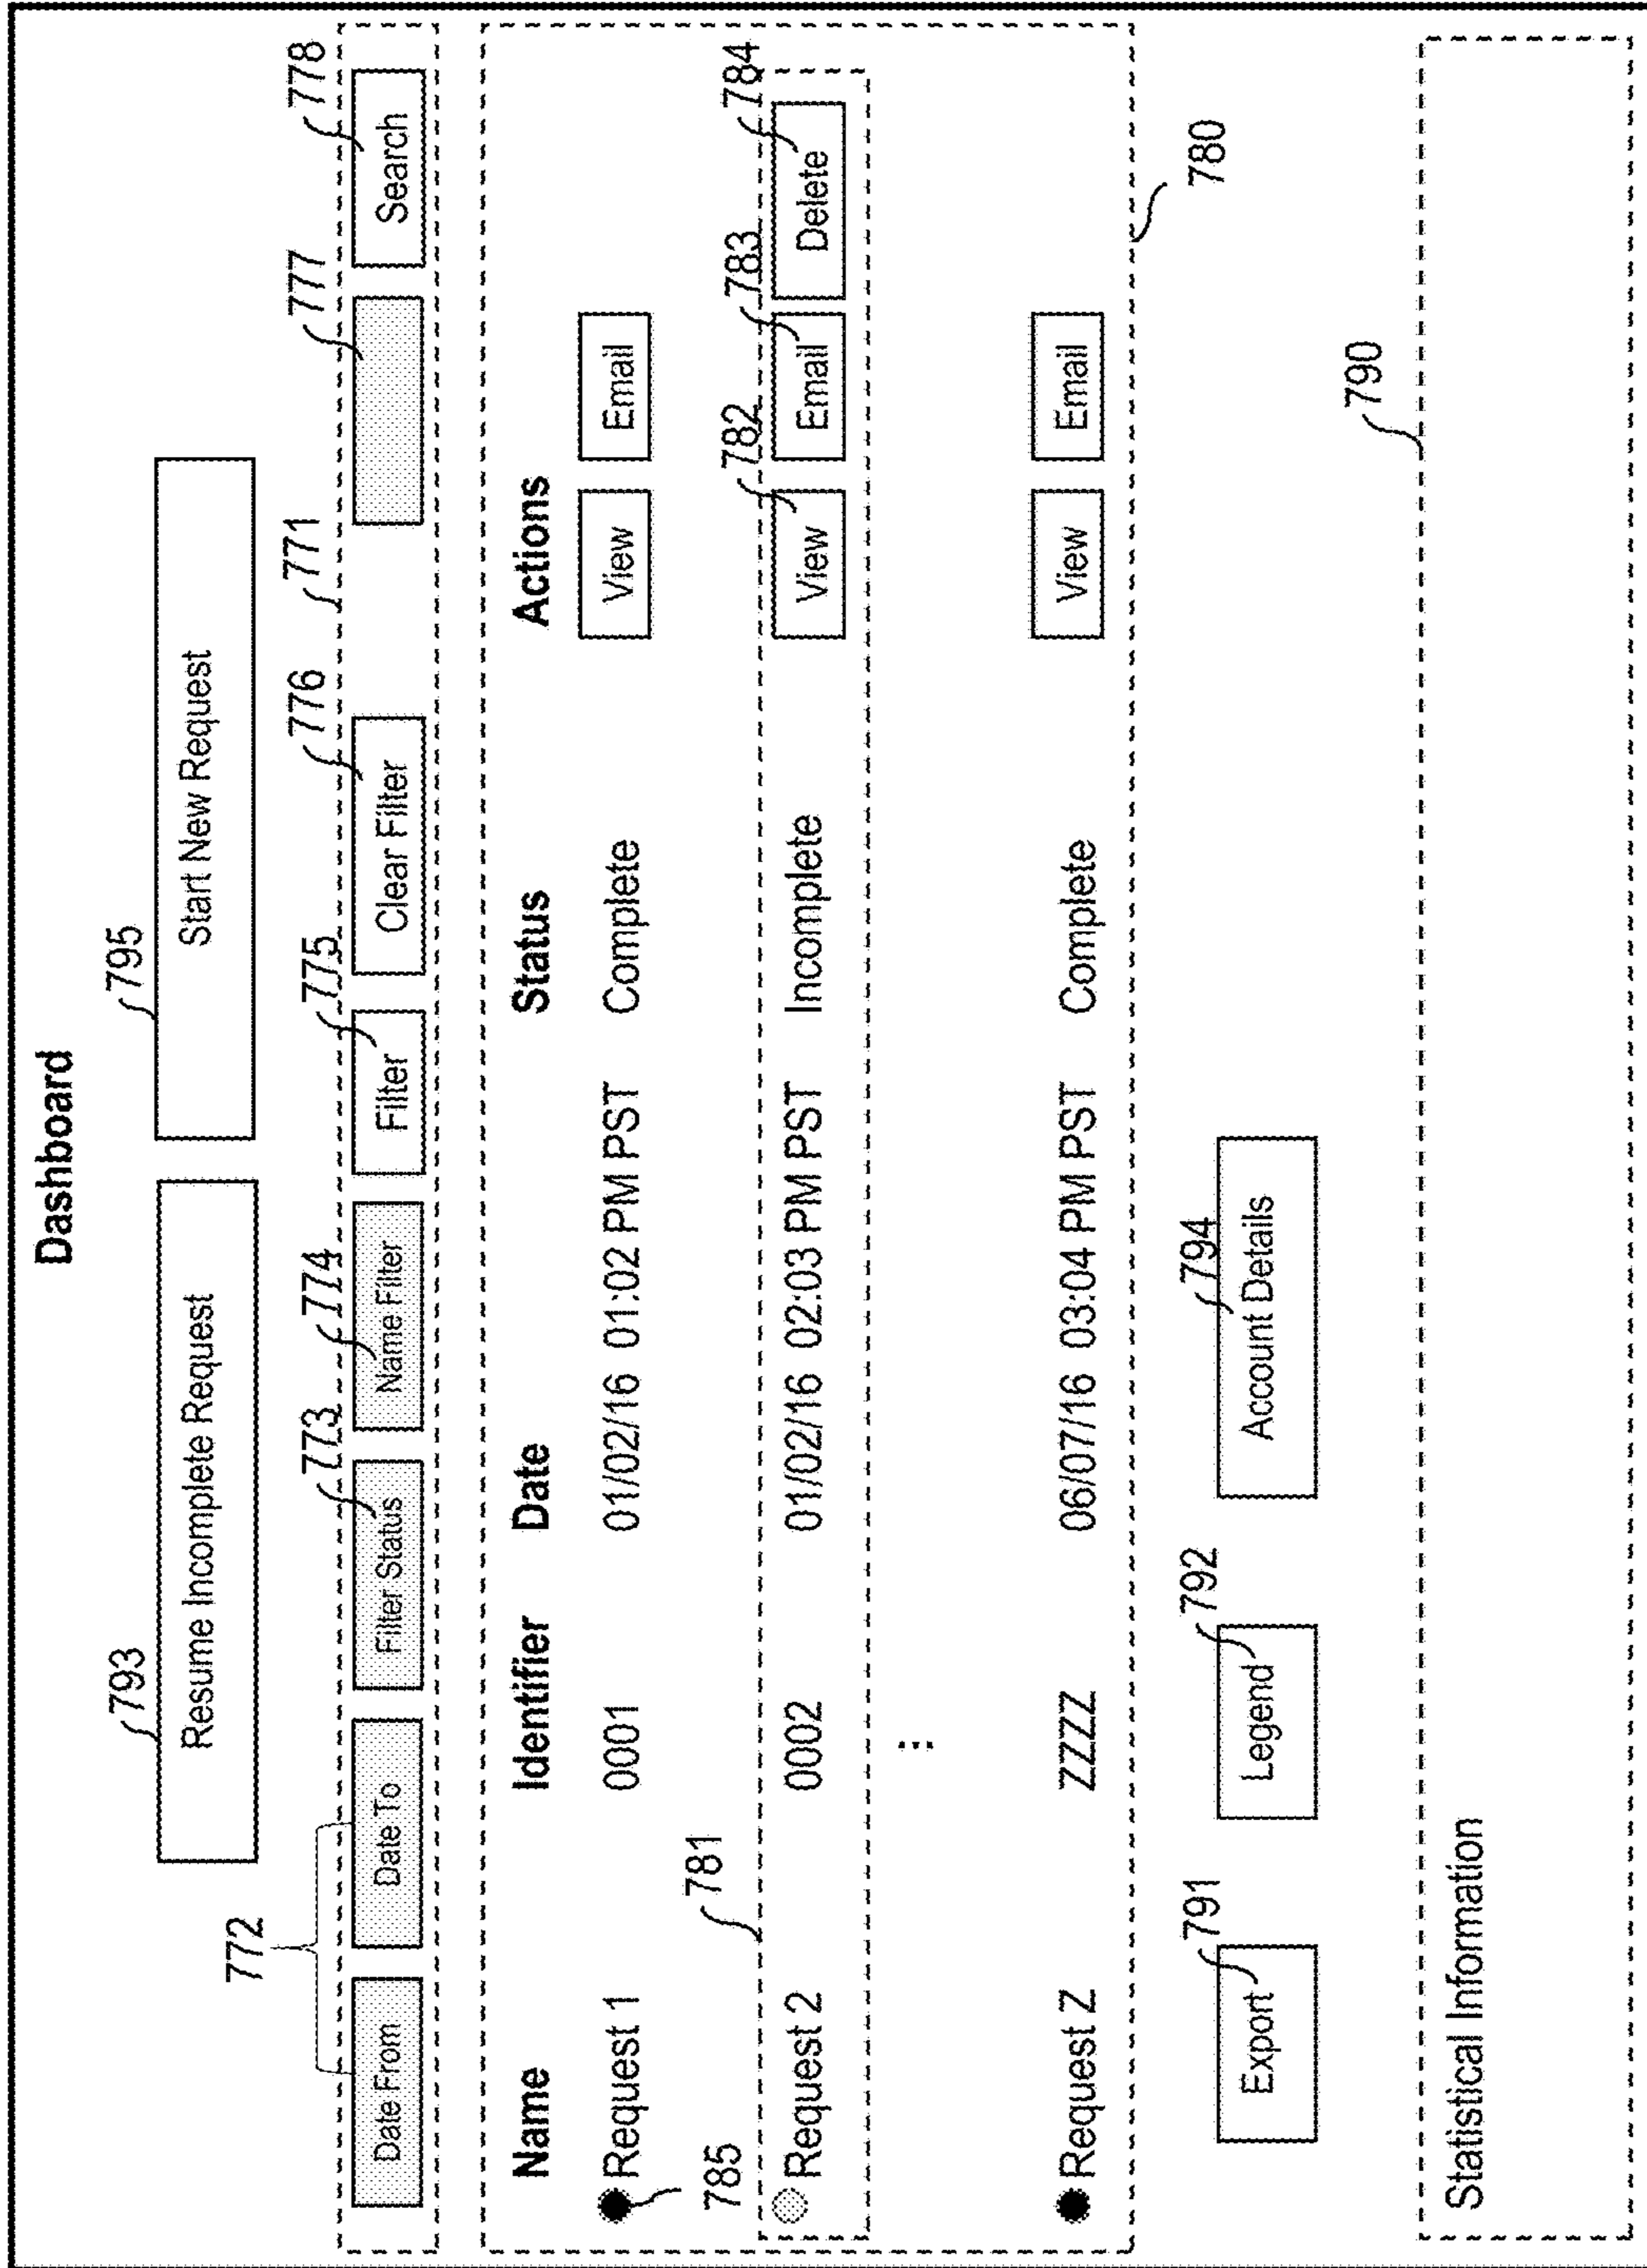 Dashboard
793 795
Resume Incomplete Request Start New Request
772 773 774 775 776 771 777 778
Date From Date To Filter Status Name Filter Filter Clear Filter Search
Name Identifier Date Status Actions
Request 1 0001 01/02/16 01:02 PM PST Complete View Email
785 781 782 783 784
Request 2 0002 01/02/16 02:03 PM PST Incomplete View Email Delete
⋮
Request Z ZZZZ 06/07/16 03:04 PM PST Complete View Email
791 792 794 780
Export Legend Account Details
790
Statistical Information